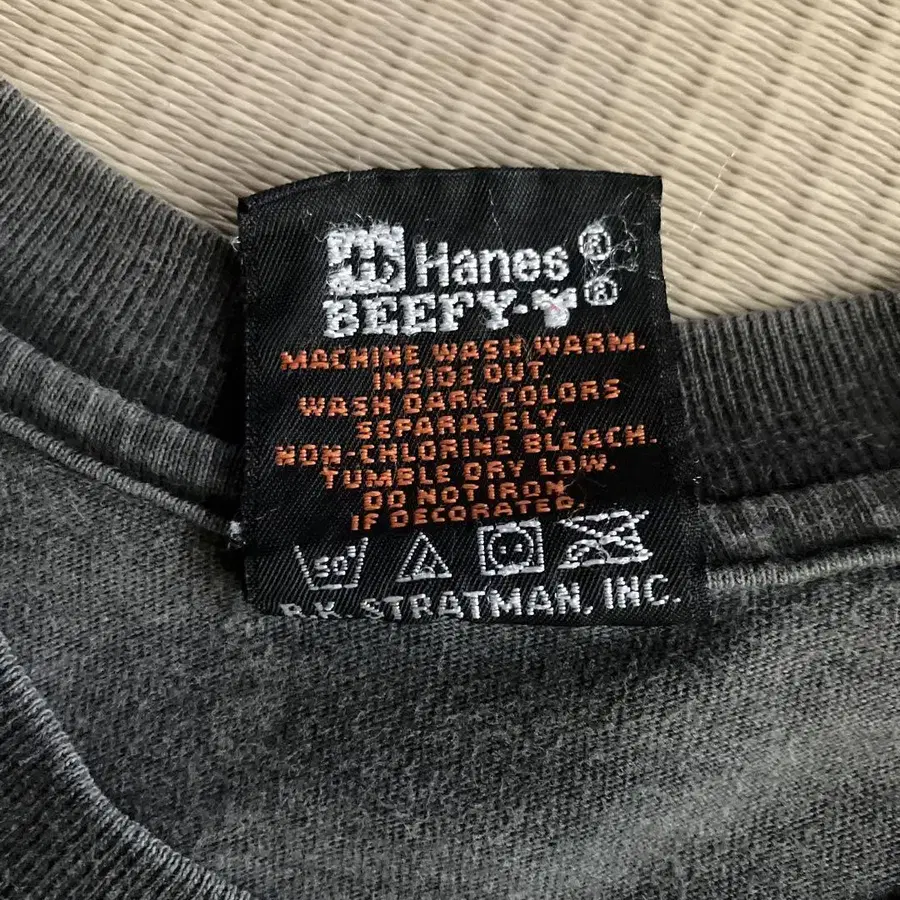 Hanes®
BEEFY-T®
MACHINE WASH WARM.
INSIDE OUT.
WASH DARK COLORS
SEPARATELY.
NON-CHLORINE BLEACH.
TUMBLE DRY LOW.
DO NOT IRON
IF DECORATED.
50°
R.K. STRATMAN, INC.